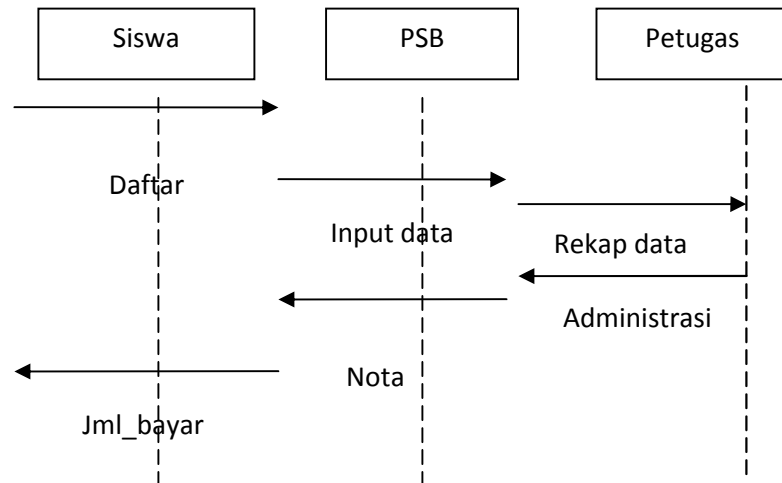 Siswa
PSB
Petugas
Daftar
Input data
Rekap data
Administrasi
Nota
Jml_bayar